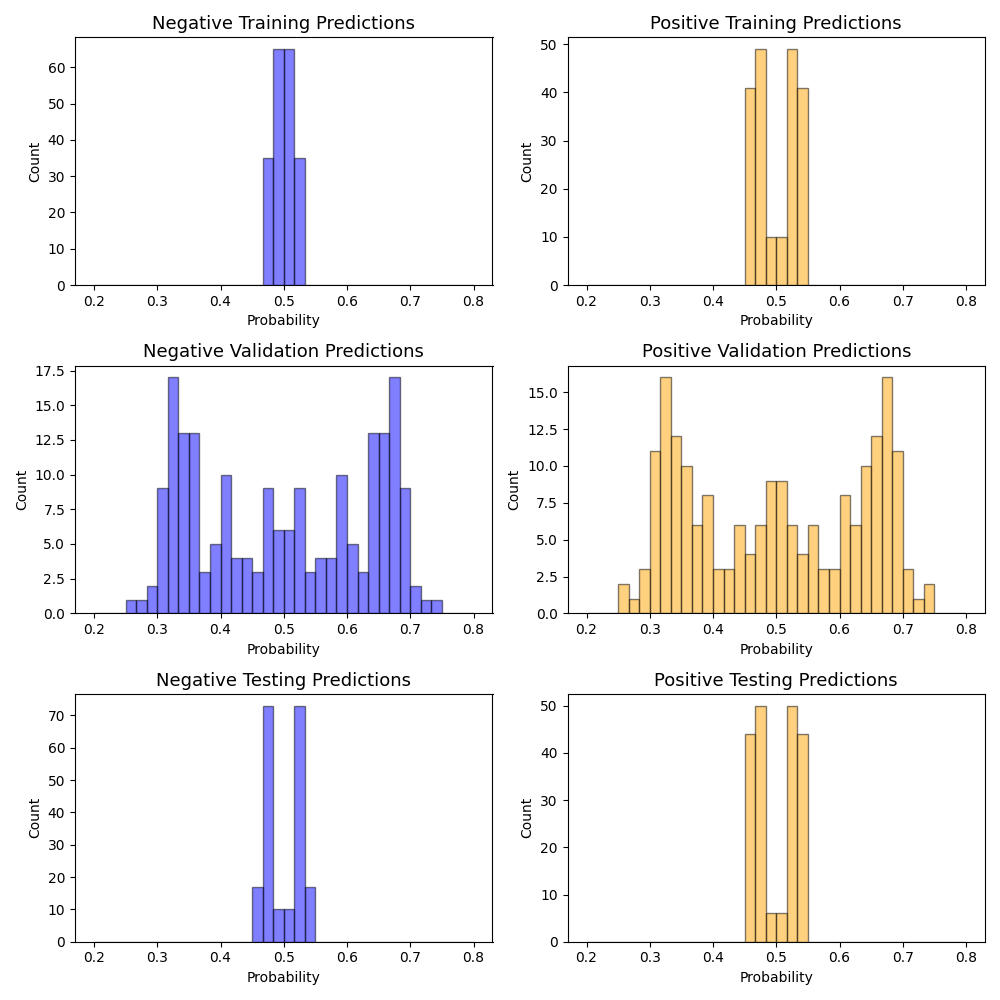 Negative Training Predictions
Count
60
50
40
30
20
10
0
0.2 0.3 0.4 0.5 0.6 0.7 0.8
Probability
Positive Training Predictions
Count
50
40
30
20
10
0
0.2 0.3 0.4 0.5 0.6 0.7 0.8
Probability
Negative Validation Predictions
Count
17.5
15.0
12.5
10.0
7.5
5.0
2.5
0.0
0.2 0.3 0.4 0.5 0.6 0.7 0.8
Probability
Positive Validation Predictions
Count
15.0
12.5
10.0
7.5
5.0
2.5
0.0
0.2 0.3 0.4 0.5 0.6 0.7 0.8
Probability
Negative Testing Predictions
Count
70
60
50
40
30
20
10
0
0.2 0.3 0.4 0.5 0.6 0.7 0.8
Probability
Positive Testing Predictions
Count
50
40
30
20
10
0
0.2 0.3 0.4 0.5 0.6 0.7 0.8
Probability